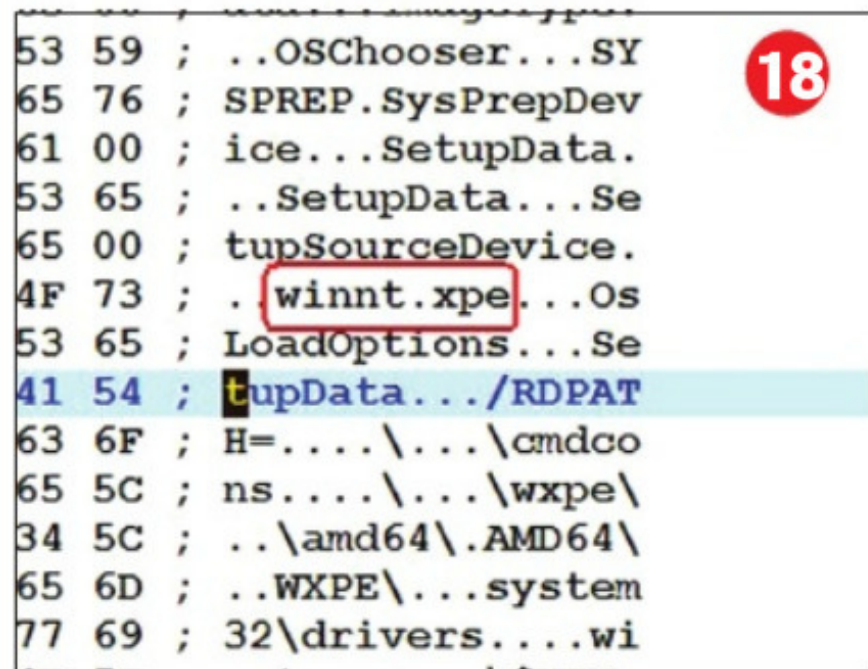 18
53 59 ; ..OSChooser...SY
65 76 ; SPREP.SysPrepDev
61 00 ; ice...SetupData.
53 65 ; ..SetupData...Se
65 00 ; tupSourceDevice.
4F 73 ; ..winnt.xpe...Os
53 65 ; LoadOptions...Se
41 54 ; tupData.../RDPAT
63 6F ; H=....\...\cmdco
65 5C ; ns....\...\wxpe\
34 5C ; ..\amd64\.AMD64\
65 6D ; ..WXPE\...system
77 69 ; 32\drivers....wi